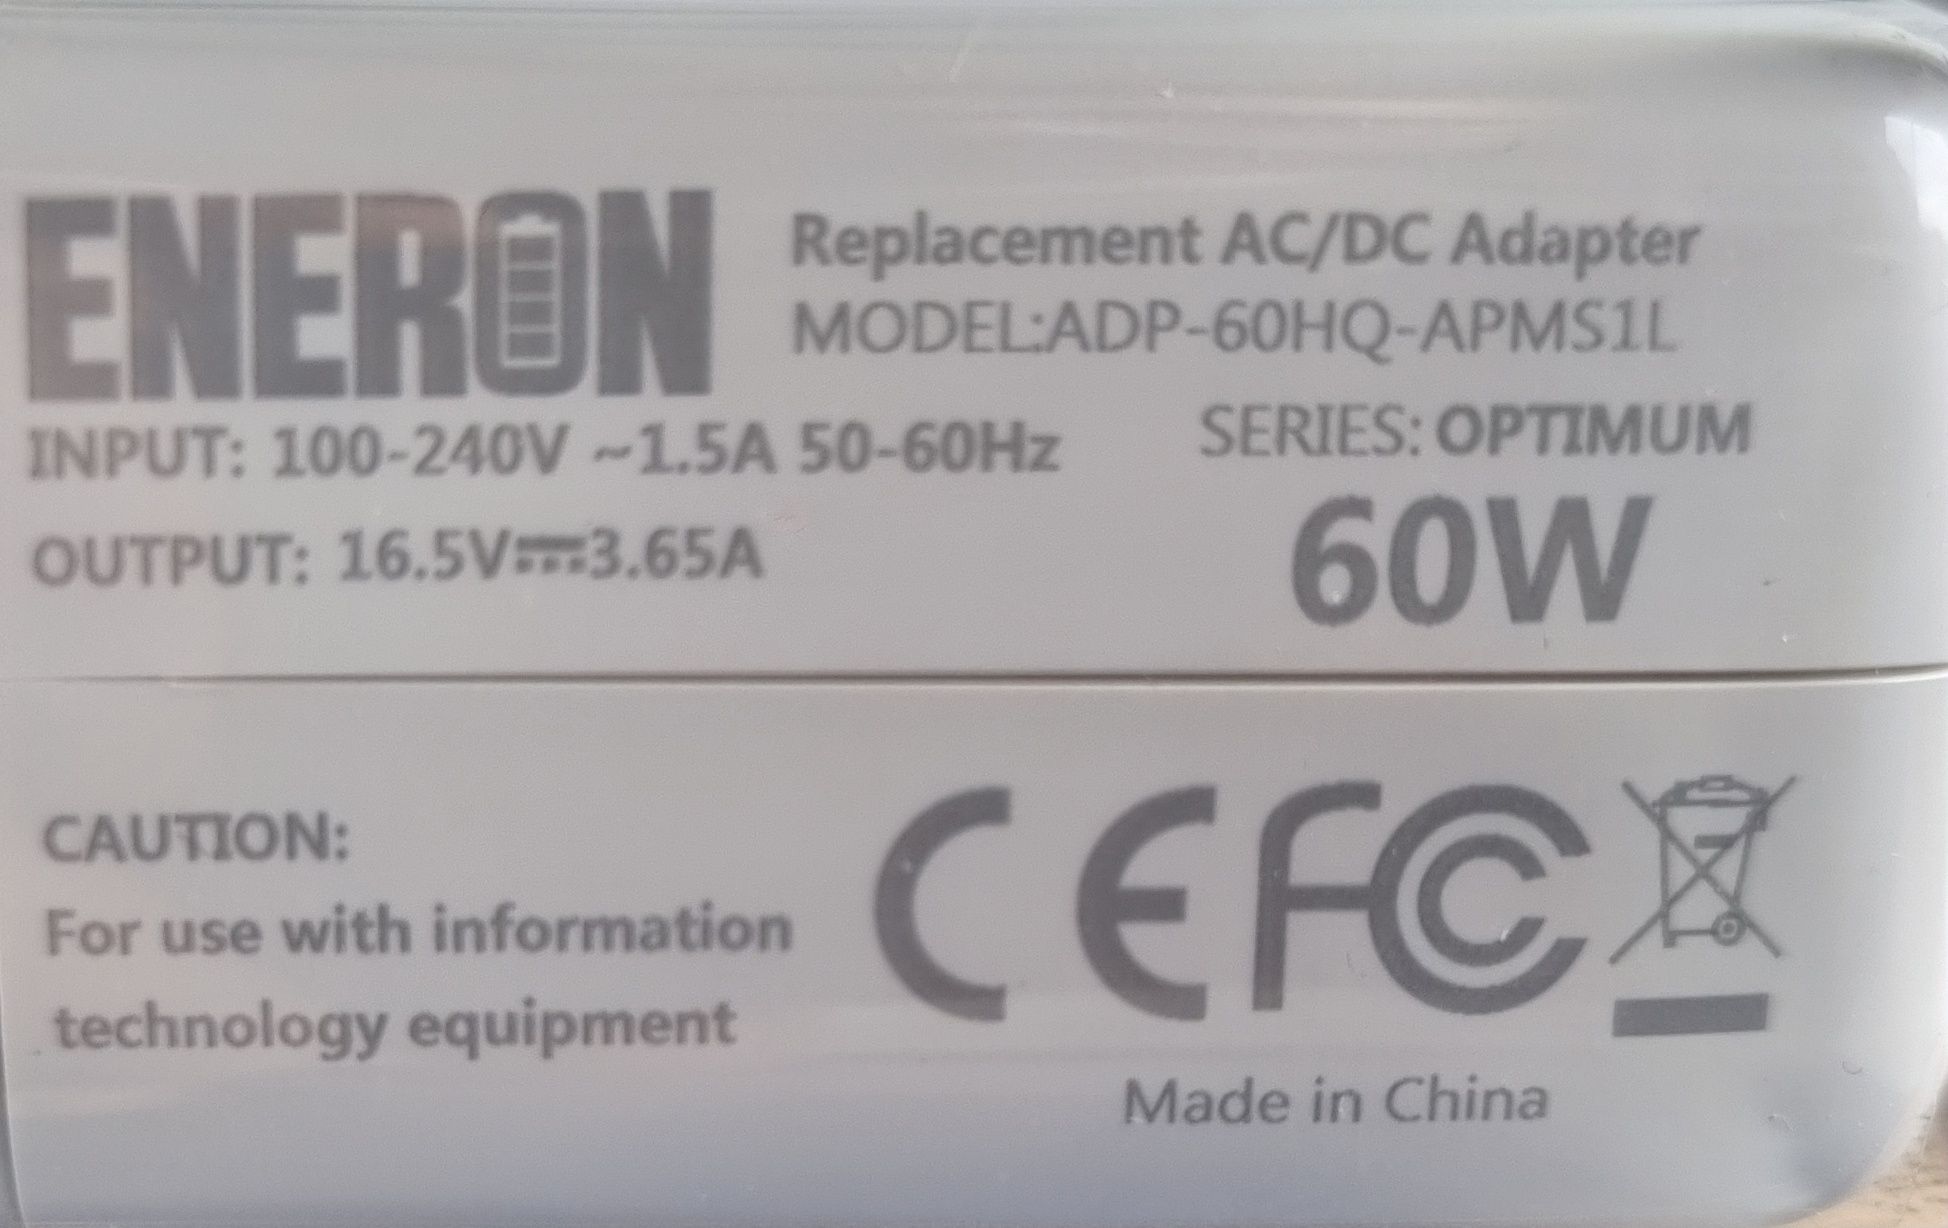 ENERON
Replacement AC/DC Adapter
MODEL:ADP-60HQ-APMS1L
INPUT: 100-240V ~1.5A 50-60Hz
SERIES: OPTIMUM
OUTPUT: 16.5V⎓3.65A
60W
CAUTION:
For use with information
technology equipment
CE FC
Made in China